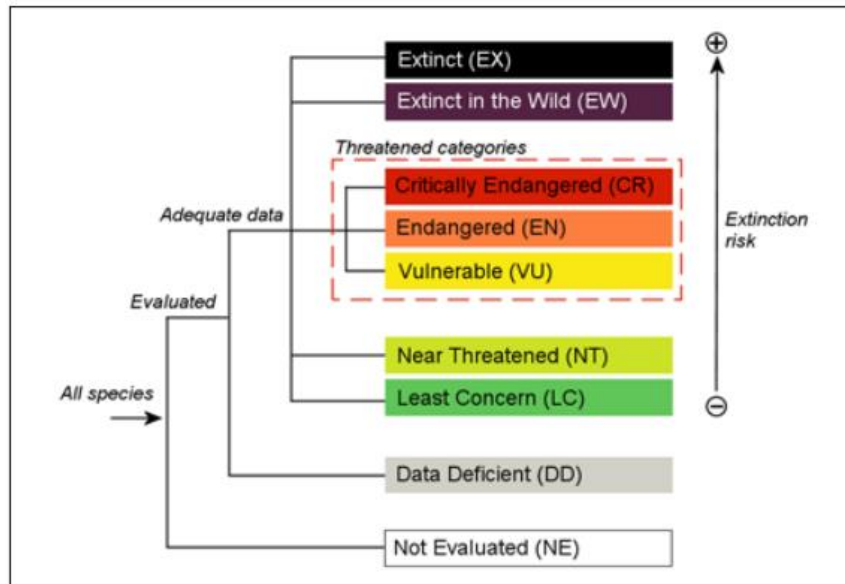 Extinct (EX)
Extinct in the Wild (EW)
Threatened categories
Critically Endangered (CR)
Adequate data
Endangered (EN)
Extinction
risk
Vulnerable (VU)
Evaluated
Near Threatened (NT)
All species
Least Concern (LC)
Data Deficient (DD)
Not Evaluated (NE)